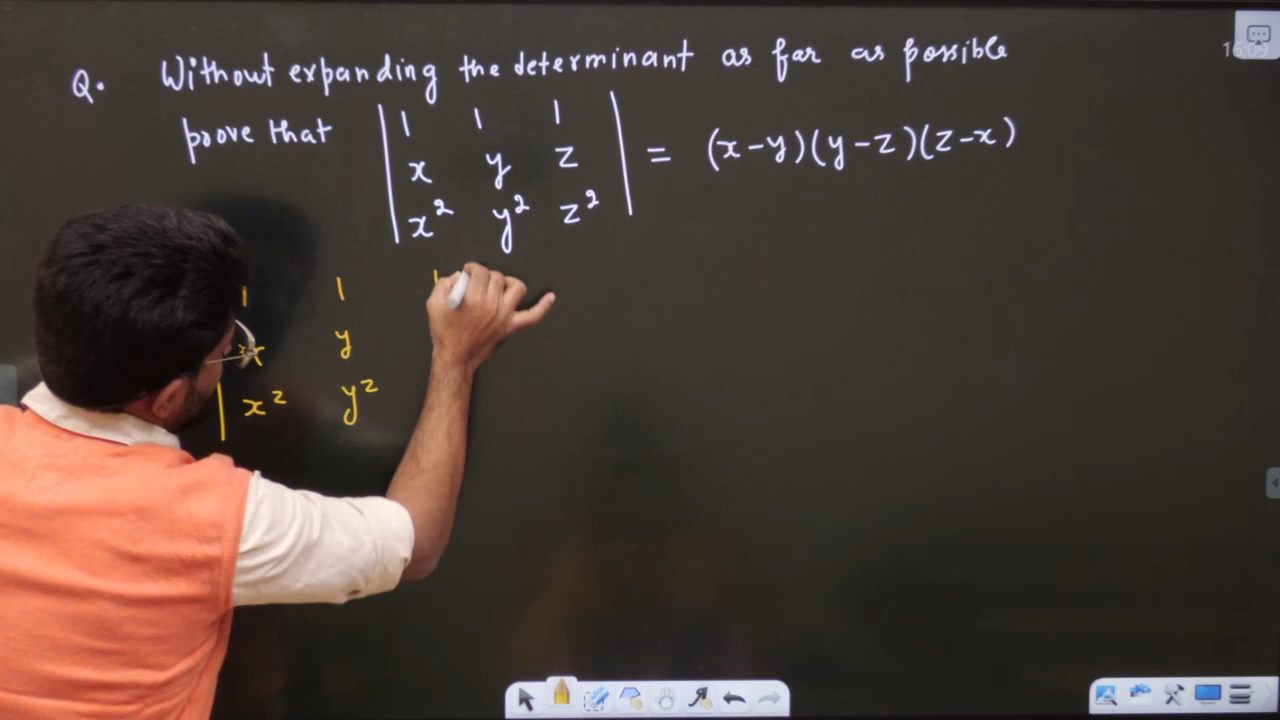 Q. Without expanding the determinant as far as possible
prove that | 1 1 1 | = (x-y)(y-z)(z-x)
| x y z |
| x² y² z² |
1 1 1
x y
| x² y²